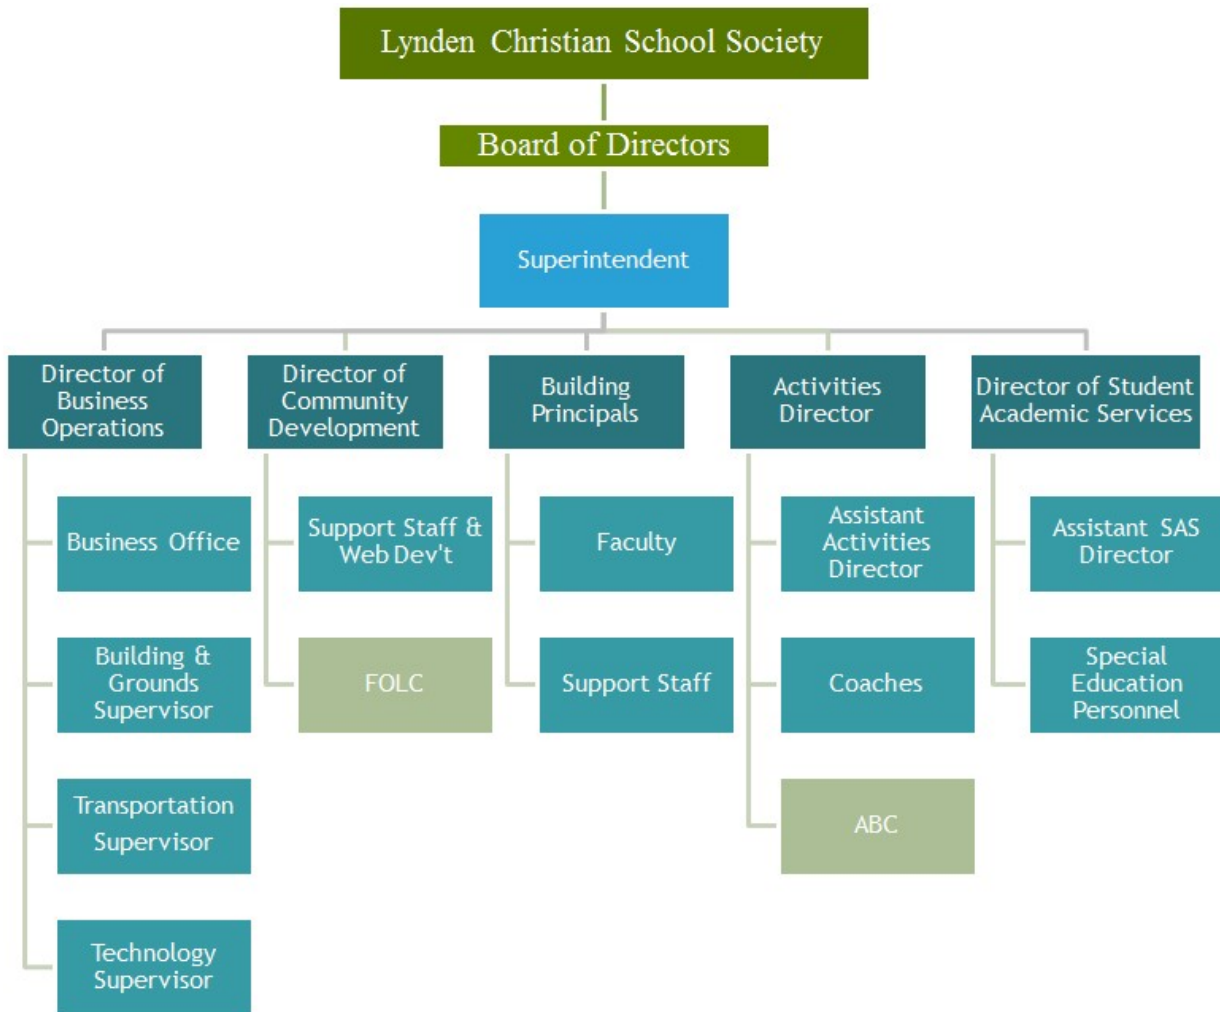 Lynden Christian School Society
Board of Directors
Superintendent
Director of
Business
Operations
Director of
Community
Development
Building
Principals
Activities
Director
Director of Student
Academic Services
Business Office
Support Staff &
Web Dev't
Faculty
Assistant
Activities
Director
Assistant SAS
Director
Building &
Grounds
Supervisor
FOLC
Support Staff
Coaches
Special
Education
Personnel
Transportation
Supervisor
ABC
Technology
Supervisor